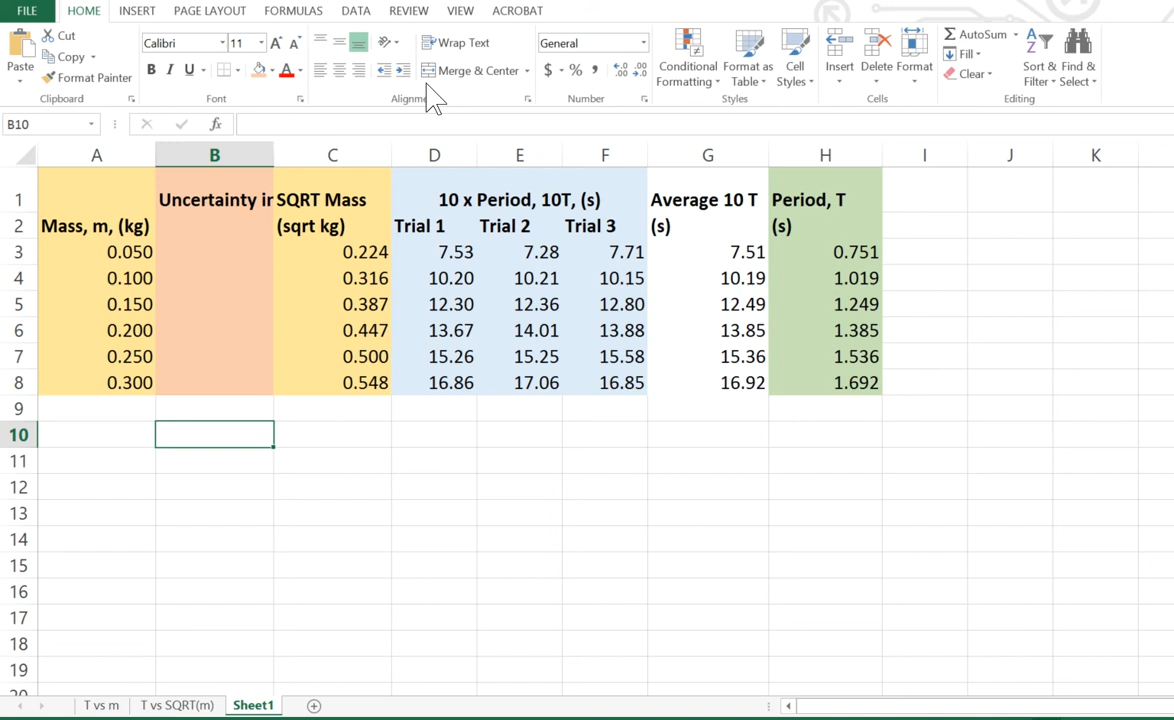 FILE HOME INSERT PAGE LAYOUT FORMULAS DATA REVIEW VIEW ACROBAT
Paste
Cut
Copy
Format Painter
Clipboard
Calibri 11
B I U
Font
Wrap Text
Merge & Center
Alignme
General
$ % ,
Number
Conditional Formatting
Format as Table
Cell Styles
Styles
Insert Delete Format
Cells
AutoSum
Fill
Clear
Sort & Filter
Find & Select
Editing
B10 fx
A B C D E F G H I J K
1 Uncertainty in SQRT Mass 10 x Period, 10T, (s) Average 10 T Period, T
2 Mass, m, (kg) (sqrt kg) Trial 1 Trial 2 Trial 3 (s) (s)
3 0.050 0.224 7.53 7.28 7.71 7.51 0.751
4 0.100 0.316 10.20 10.21 10.15 10.19 1.019
5 0.150 0.387 12.30 12.36 12.80 12.49 1.249
6 0.200 0.447 13.67 14.01 13.88 13.85 1.385
7 0.250 0.500 15.26 15.25 15.58 15.36 1.536
8 0.300 0.548 16.86 17.06 16.85 16.92 1.692
9
10
11
12
13
14
15
16
17
18
19
20
T vs m T vs SQRT(m) Sheet1